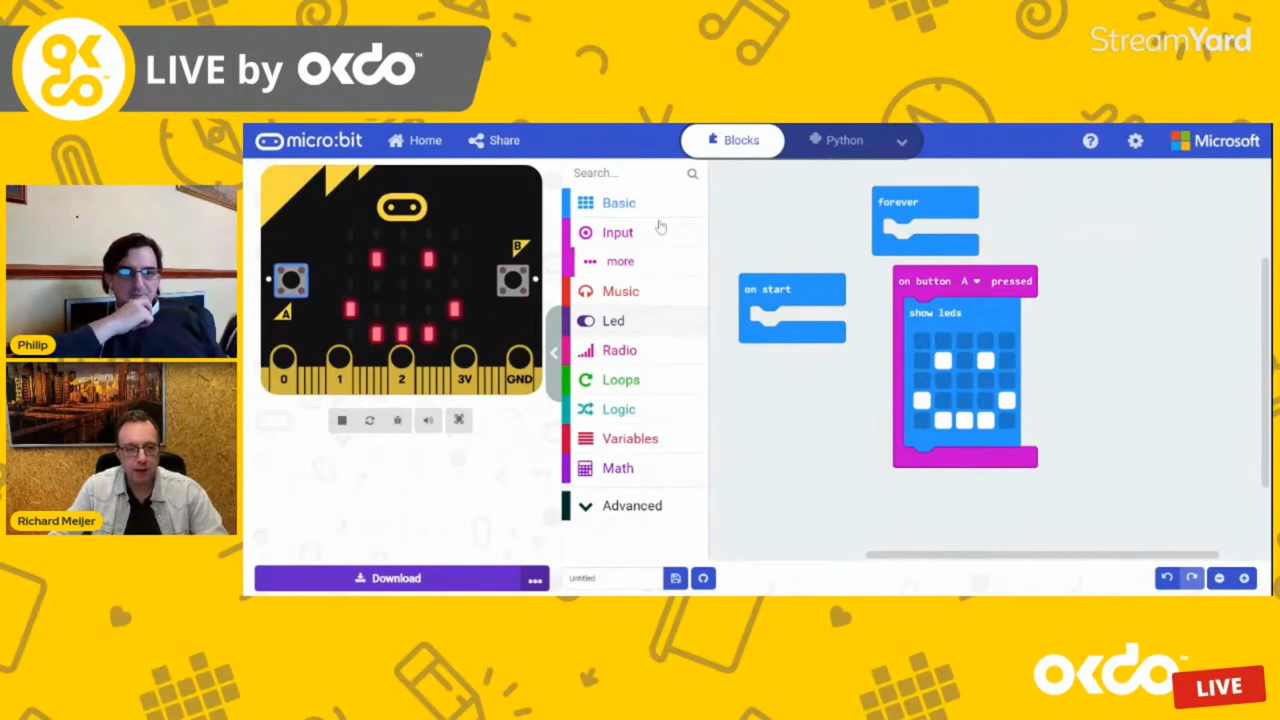 LIVE by OKdo™
StreamYard
micro:bit
Home
Share
Blocks
Python
Microsoft
Search...
Basic
Input
more
Music
Led
Radio
Loops
Logic
Variables
Math
Advanced
A
B
0 1 2 3V GND
Download
Untitled
forever
on start
on button A pressed
show leds
Philip
Richard Meijer
OKdo™
LIVE